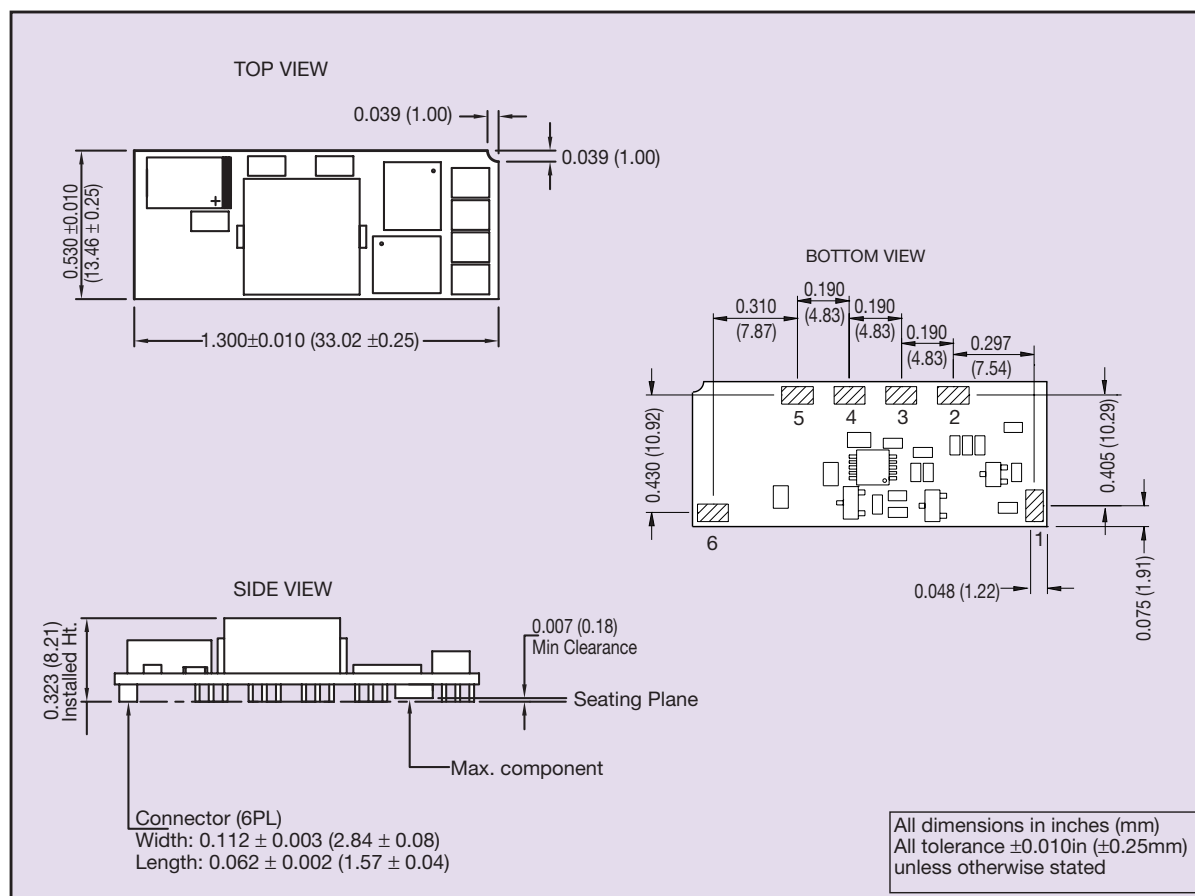 TOP VIEW
0.039 (1.00)
0.039 (1.00)
0.530 ±0.010
(13.46 ± 0.25)
+
1.300±0.010 (33.02 ±0.25)
BOTTOM VIEW
0.310
(7.87)
0.190
(4.83)
0.190
(4.83)
0.190
(4.83)
0.297
(7.54)
5
4
3
2
0.430 (10.92)
0.405 (10.29)
6
1
0.048 (1.22)
0.075 (1.91)
SIDE VIEW
0.323 (8.21)
Installed Ht.
0.007 (0.18)
Min Clearance
Seating Plane
Max. component
Connector (6PL)
Width: 0.112 ± 0.003 (2.84 ± 0.08)
Length: 0.062 ± 0.002 (1.57 ± 0.04)
All dimensions in inches (mm)
All tolerance ±0.010in (±0.25mm)
unless otherwise stated